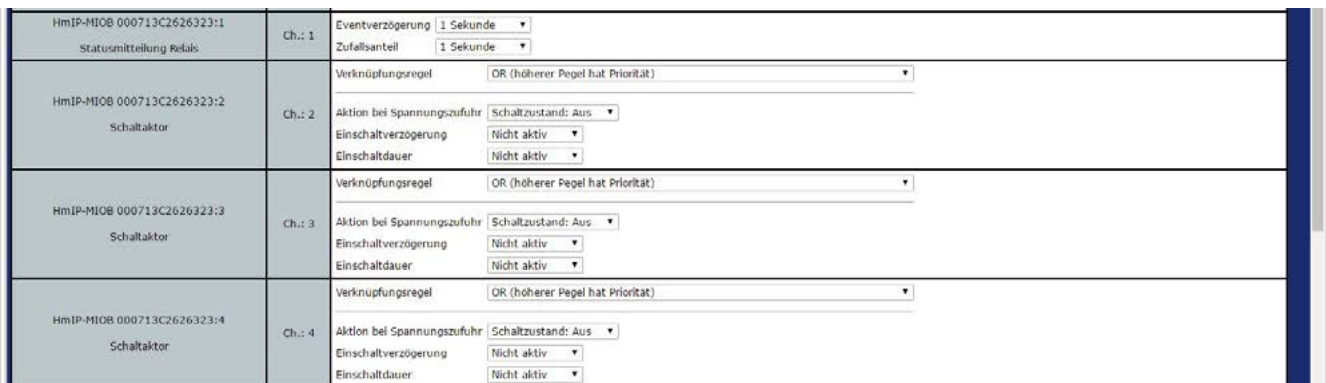 HmIP-MIOB 000713C2626323:1
Statusmitteilung Relais
Ch.: 1
Eventverzögerung 1 Sekunde
Zufallsanteil 1 Sekunde
HmIP-MIOB 000713C2626323:2
Schaltaktor
Ch.: 2
Verknüpfungsregel OR (höherer Pegel hat Priorität)
Aktion bei Spannungszufuhr Schaltzustand: Aus
Einschaltverzögerung Nicht aktiv
Einschaltdauer Nicht aktiv
HmIP-MIOB 000713C2626323:3
Schaltaktor
Ch.: 3
Verknüpfungsregel OR (höherer Pegel hat Priorität)
Aktion bei Spannungszufuhr Schaltzustand: Aus
Einschaltverzögerung Nicht aktiv
Einschaltdauer Nicht aktiv
HmIP-MIOB 000713C2626323:4
Schaltaktor
Ch.: 4
Verknüpfungsregel OR (höherer Pegel hat Priorität)
Aktion bei Spannungszufuhr Schaltzustand: Aus
Einschaltverzögerung Nicht aktiv
Einschaltdauer Nicht aktiv